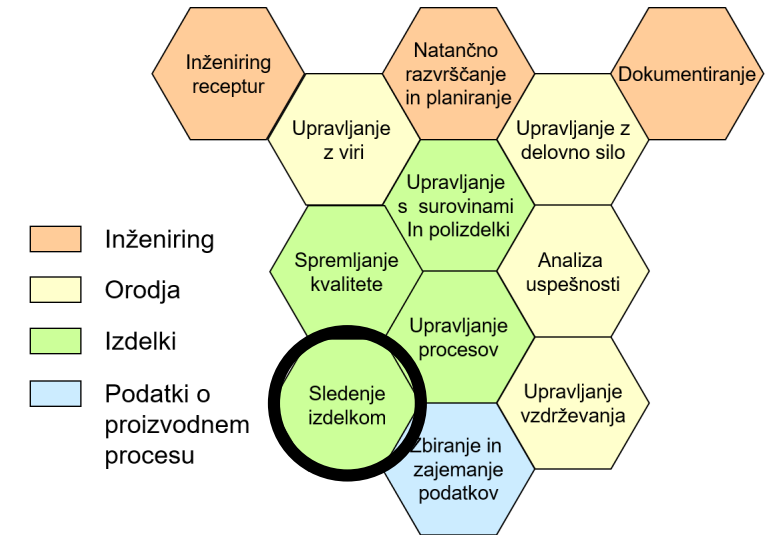 Inženiring
receptur
Natančno
razvrščanje
in planiranje
Dokumentiranje
Upravljanje
z viri
Upravljanje z
delovno silo
Upravljanje
s surovinami
In polizdelki
Spremljanje
kvalitete
Analiza
uspešnosti
Upravljanje
procesov
Sledenje
izdelkom
Upravljanje
vzdrževanja
Zbiranje in
zajemanje
podatkov
Inženiring
Orodja
Izdelki
Podatki o
proizvodnem
procesu